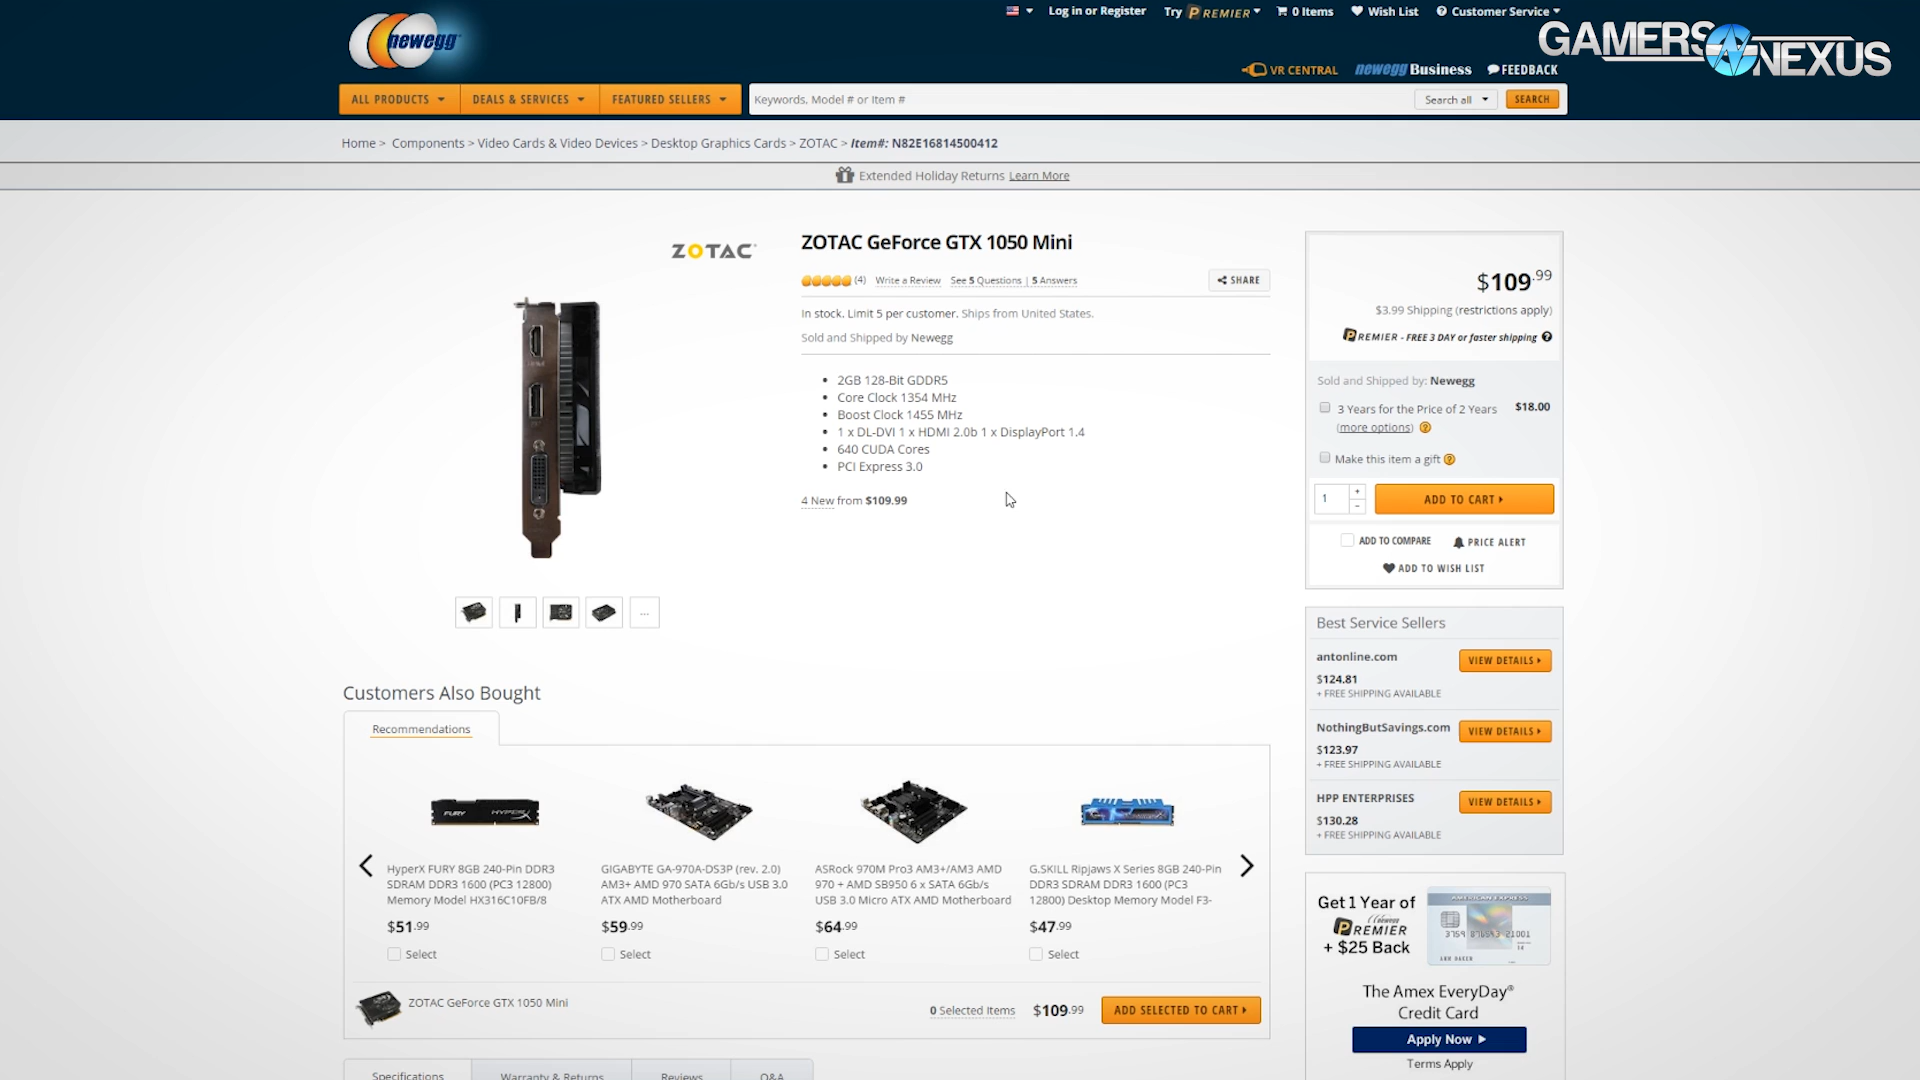 newegg
Log in or Register
Try PREMIER
0 Items
Wish List
Customer Service
GAMERS NEXUS
VR CENTRAL
newegg Business
FEEDBACK
ALL PRODUCTS
DEALS & SERVICES
FEATURED SELLERS
Keywords, Model # or Item #
Search all
SEARCH
Home > Components > Video Cards & Video Devices > Desktop Graphics Cards > ZOTAC > Item#: N82E16814500412
Extended Holiday Returns Learn More
ZOTAC
ZOTAC GeForce GTX 1050 Mini
(4) Write a Review See 5 Questions | 5 Answers
SHARE
In stock. Limit 5 per customer. Ships from United States.
Sold and Shipped by Newegg
2GB 128-Bit GDDR5
Core Clock 1354 MHz
Boost Clock 1455 MHz
1 x DL-DVI 1 x HDMI 2.0b 1 x DisplayPort 1.4
640 CUDA Cores
PCI Express 3.0
4 New from $109.99
...
$109.99
$3.99 Shipping (restrictions apply)
PREMIER - FREE 3 DAY or faster shipping
Sold and Shipped by: Newegg
3 Years for the Price of 2 Years $18.00
(more options)
Make this item a gift
1
+
-
ADD TO CART
ADD TO COMPARE
PRICE ALERT
ADD TO WISH LIST
Best Service Sellers
antonline.com
$124.81
+ FREE SHIPPING AVAILABLE
VIEW DETAILS
NothingButSavings.com
$123.97
+ FREE SHIPPING AVAILABLE
VIEW DETAILS
HPP ENTERPRISES
$130.28
+ FREE SHIPPING AVAILABLE
VIEW DETAILS
Customers Also Bought
Recommendations
FURY HYPERX
HyperX FURY 8GB 240-Pin DDR3
SDRAM DDR3 1600 (PC3 12800)
Memory Model HX316C10FB/8
$51.99
Select
GIGABYTE GA-970A-DS3P (rev. 2.0)
AM3+ AMD 970 SATA 6Gb/s USB 3.0
ATX AMD Motherboard
$59.99
Select
ASRock 970M Pro3 AM3+/AM3 AMD
970 + AMD SB950 6 x SATA 6Gb/s
USB 3.0 Micro ATX AMD Motherboard
$64.99
Select
G.SKILL Ripjaws X Series 8GB 240-Pin
DDR3 SDRAM DDR3 1600 (PC3
12800) Desktop Memory Model F3-
$47.99
Select
ZOTAC GeForce GTX 1050 Mini
0 Selected Items
$109.99
ADD SELECTED TO CART
Get 1 Year of
newegg
PREMIER
+ $25 Back
AMERICAN EXPRESS
The Amex EveryDay®
Credit Card
Apply Now
Terms Apply
Specifications
Warranty & Returns
Reviews
Q&A